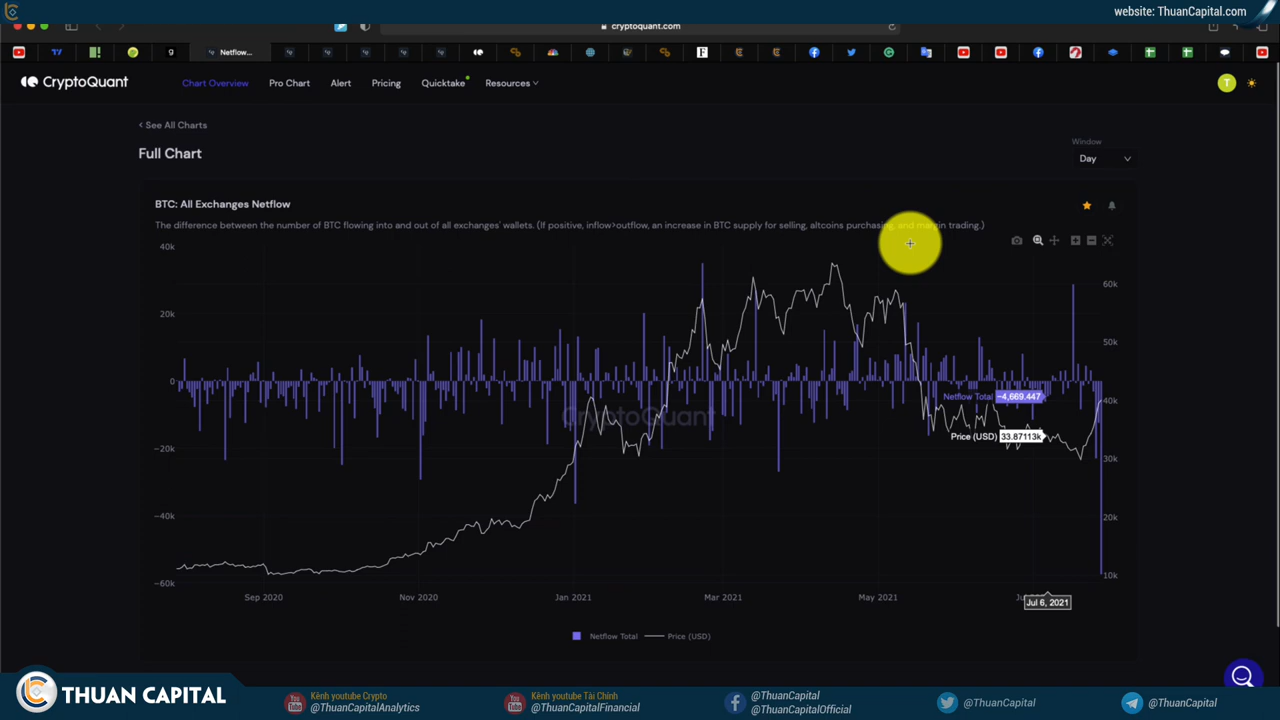 website: ThuanCapital.com
cryptoquant.com
Netflow...
CryptoQuant
Chart Overview
Pro Chart
Alert
Pricing
Quicktake
Resources
T
< See All Charts
Full Chart
Window
Day
BTC: All Exchanges Netflow
The difference between the number of BTC flowing into and out of all exchanges' wallets. (If positive, inflow>outflow, an increase in BTC supply for selling, altcoins purchasing, and margin trading.)
40k
20k
0
−20k
−40k
−60k
60k
50k
40k
30k
20k
10k
CryptoQuant
Netflow Total −4,669.447
Price (USD) 33.87113k
Sep 2020
Nov 2020
Jan 2021
Mar 2021
May 2021
Jul 6, 2021
Netflow Total
Price (USD)
THUAN CAPITAL
Kênh youtube Crypto
@ThuanCapitalAnalytics
Kênh youtube Tài Chính
@ThuanCapitalFinancial
@ThuanCapital
@ThuanCapitalOfficial
@ThuanCapital
@ThuanCapital